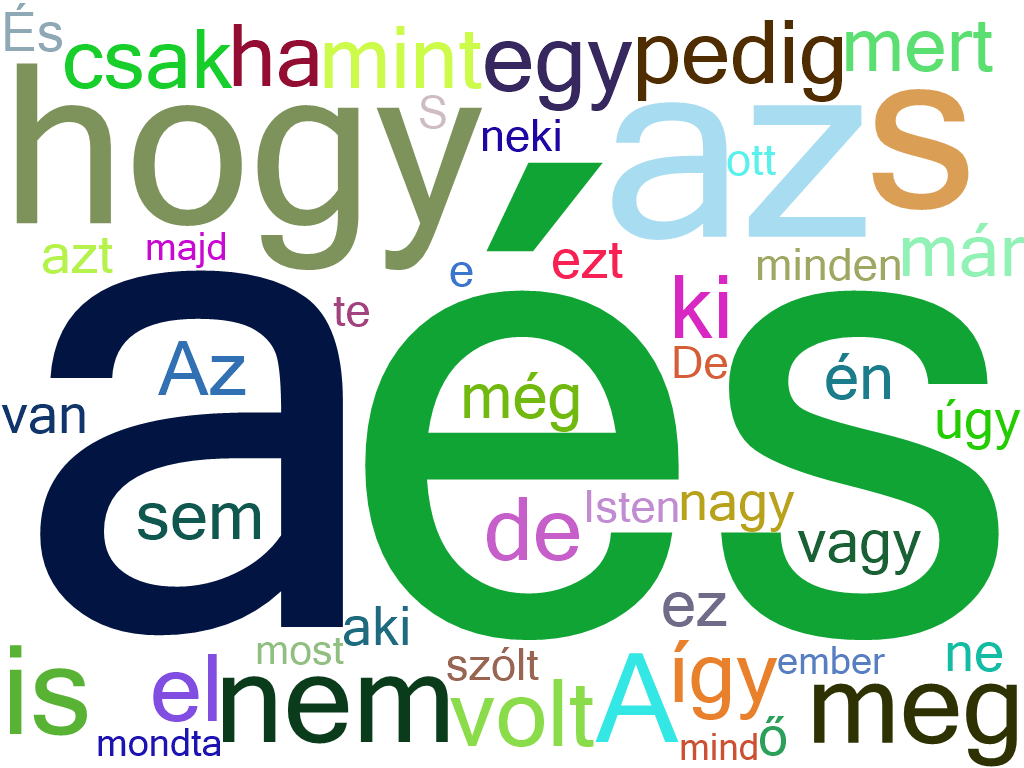 És
csak ha mint egy pedig mert
hogy S neki az ott s
azt majd e ezt minden már
te ki
a és
Az még De én
van úgy
sem de Isten nagy vagy
aki ez
most szólt A így ember ne
is el nem volt meg
mondta mind ő